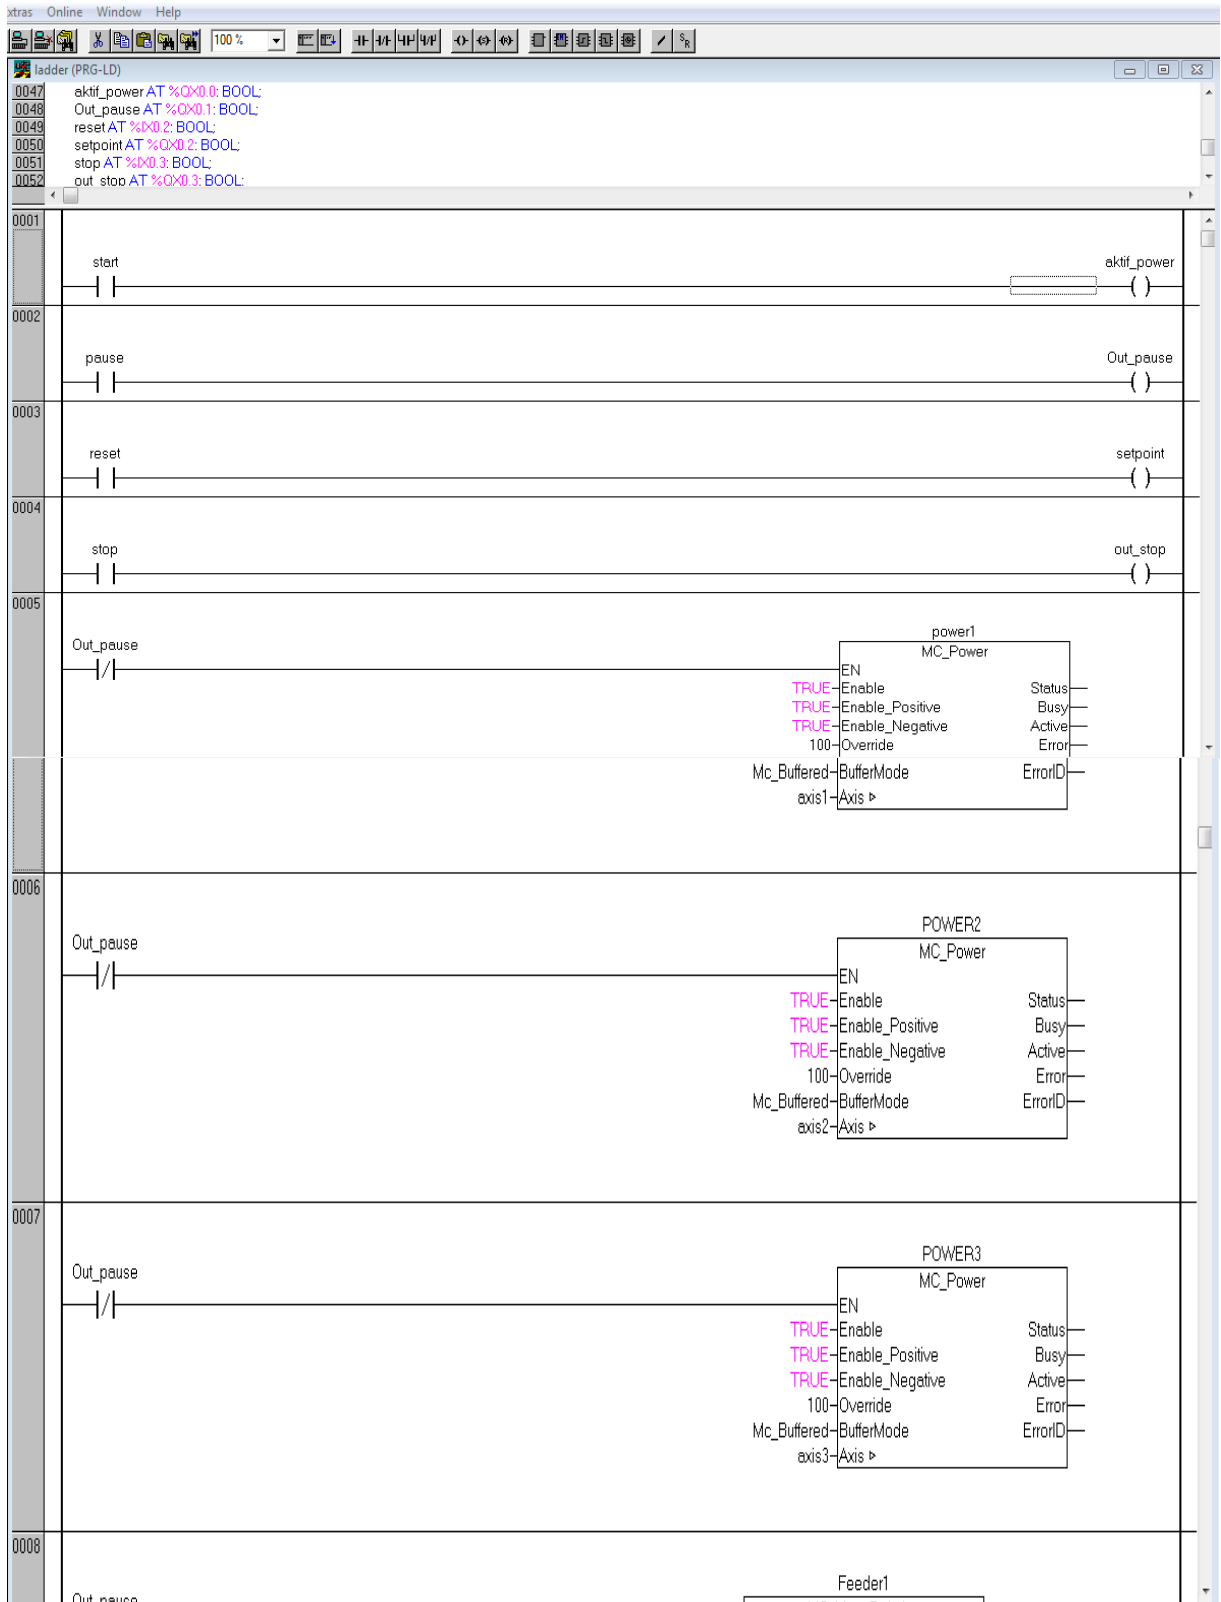 xtras Online Window Help
100 %
ladder (PRG-LD)
0047 aktif_power AT %QX0.0: BOOL;
0048 Out_pause AT %QX0.1: BOOL;
0049 reset AT %IX0.2: BOOL;
0050 setpoint AT %QX0.2: BOOL;
0051 stop AT %IX0.3: BOOL;
0052 out_stop AT %QX0.3: BOOL;
0001
start aktif_power
0002
pause Out_pause
0003
reset setpoint
0004
stop out_stop
0005
power1
Out_pause MC_Power
EN
TRUE Enable Status
TRUE Enable_Positive Busy
TRUE Enable_Negative Active
100 Override Error
Mc_Buffered BufferMode ErrorID
axis1 Axis
0006
POWER2
Out_pause MC_Power
EN
TRUE Enable Status
TRUE Enable_Positive Busy
TRUE Enable_Negative Active
100 Override Error
Mc_Buffered BufferMode ErrorID
axis2 Axis
0007
POWER3
Out_pause MC_Power
EN
TRUE Enable Status
TRUE Enable_Positive Busy
TRUE Enable_Negative Active
100 Override Error
Mc_Buffered BufferMode ErrorID
axis3 Axis
0008
Feeder1
Out_pause